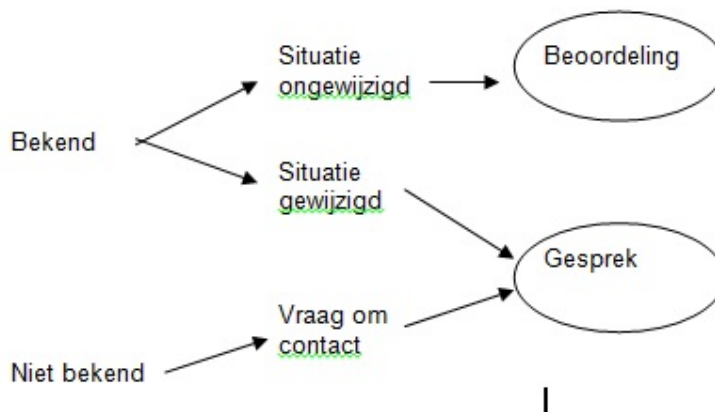 Situatie
ongewijzigd
Beoordeling
Bekend
Situatie
gewijzigd
Gesprek
Vraag om
contact
Niet bekend